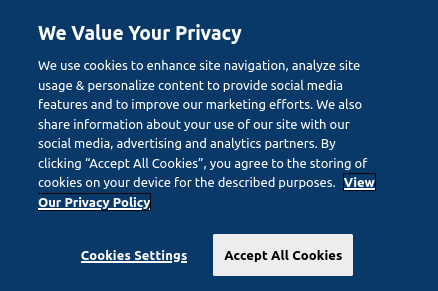 We Value Your Privacy
We use cookies to enhance site navigation, analyze site
usage & personalize content to provide social media
features and to improve our marketing efforts. We also
share information about your use of our site with our
social media, advertising and analytics partners. By
clicking “Accept All Cookies”, you agree to the storing of
cookies on your device for the described purposes. View
Our Privacy Policy
Cookies Settings Accept All Cookies